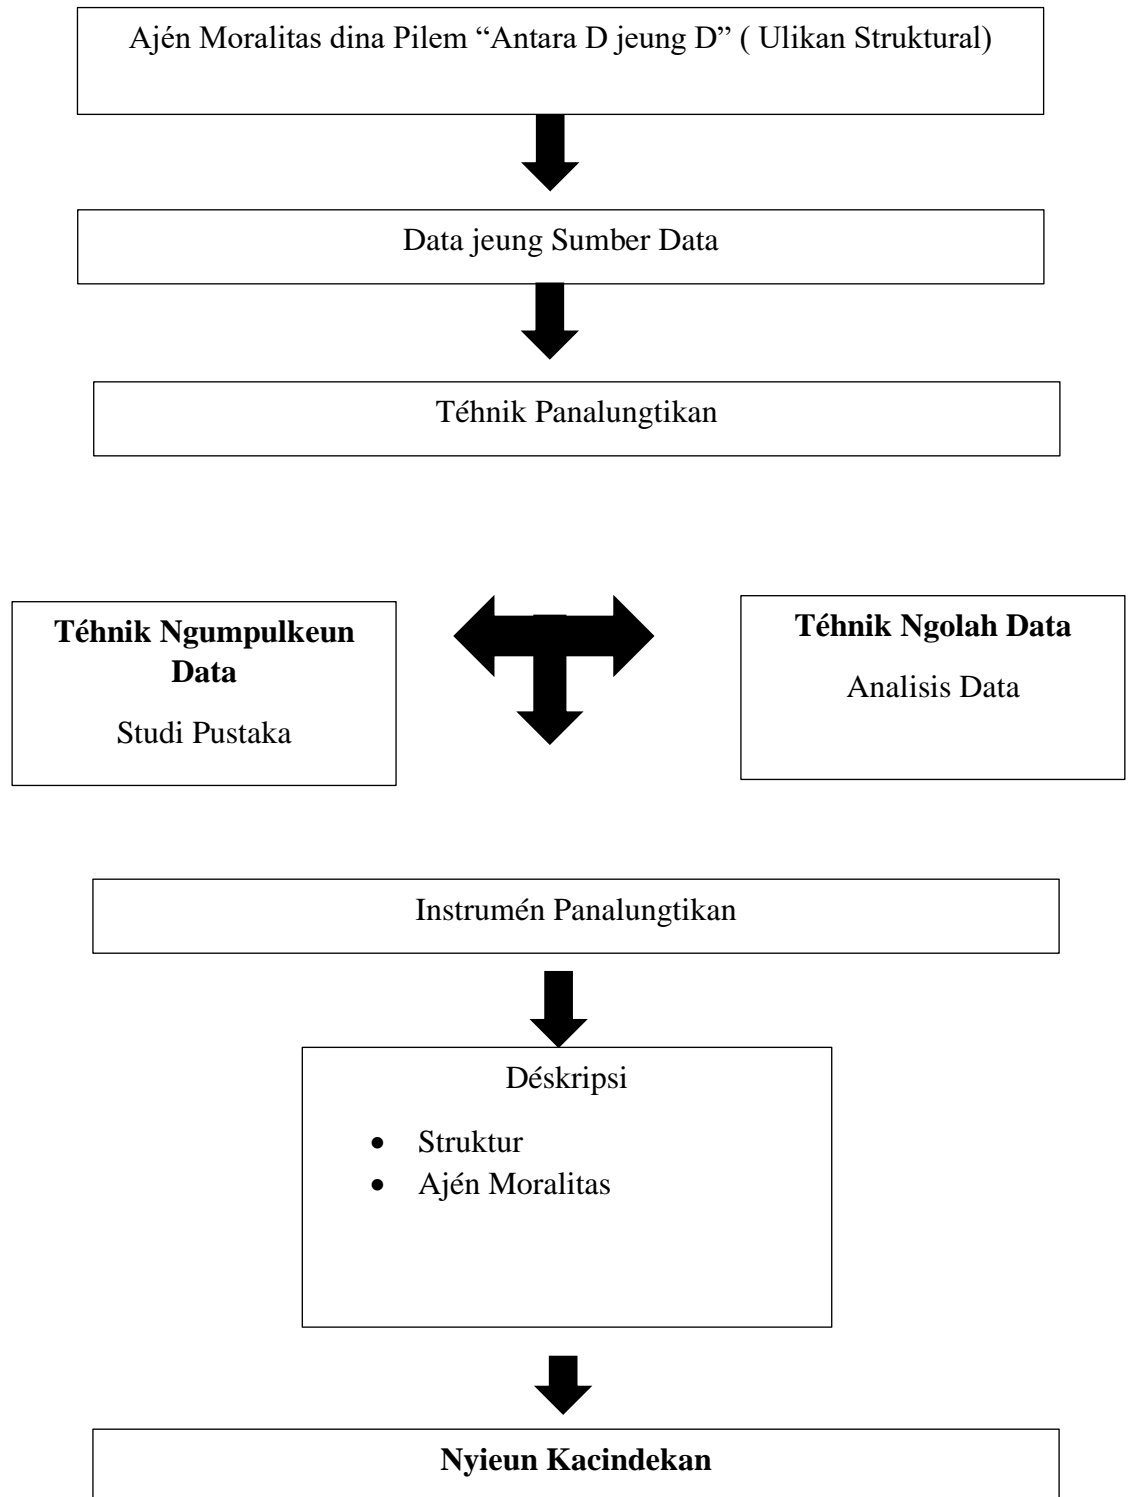 Ajén Moralitas dina Pilem “Antara D jeung D” ( Ulikan Struktural)
Data jeung Sumber Data
Téhnik Panalungtikan
Téhnik Ngumpulkeun
Data
Studi Pustaka
Téhnik Ngolah Data
Analisis Data
Instrumén Panalungtikan
Déskripsi
• Struktur
• Ajén Moralitas
Nyieun Kacindekan